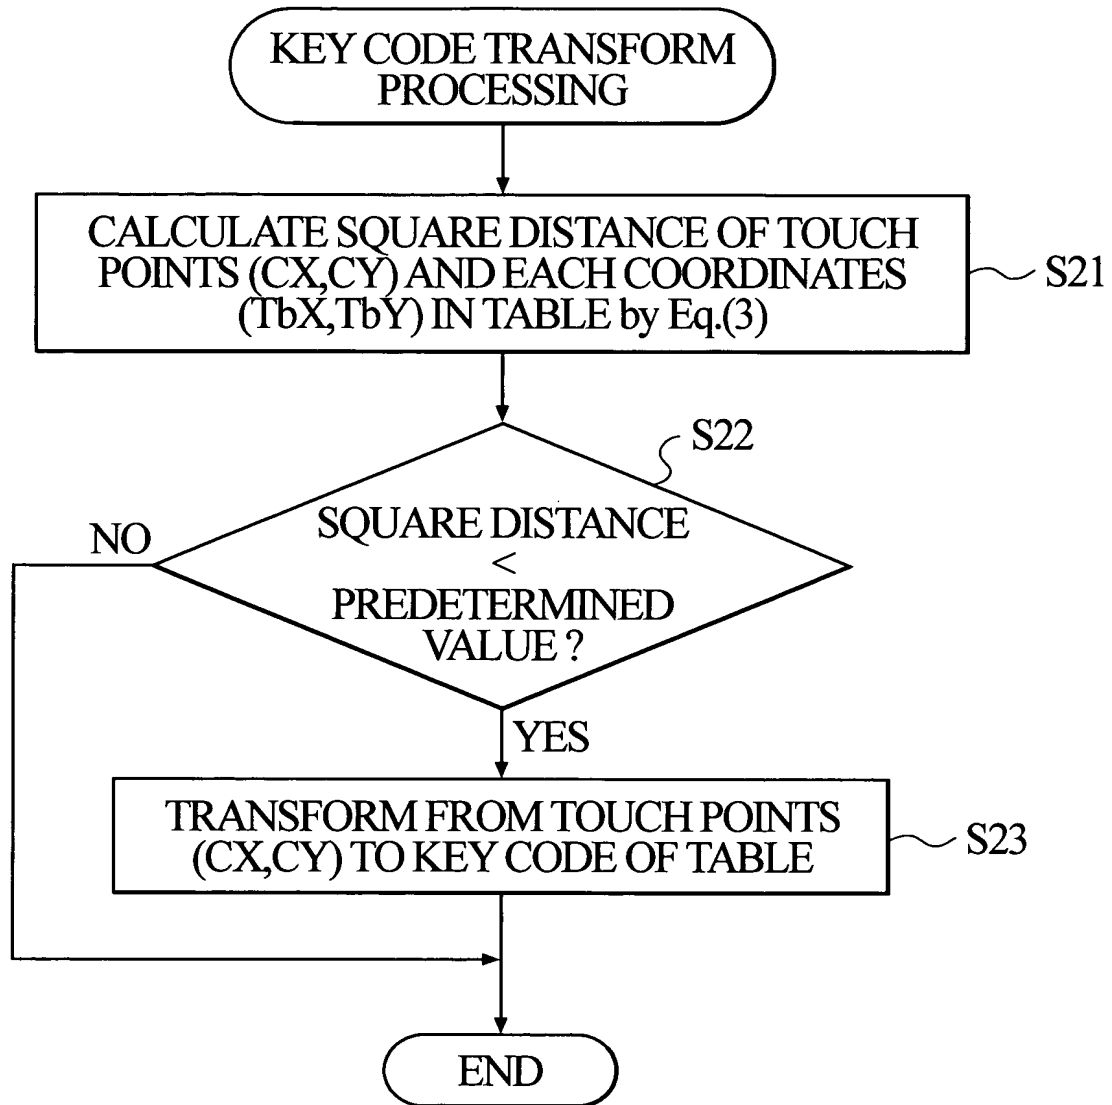 KEY CODE TRANSFORM
PROCESSING
CALCULATE SQUARE DISTANCE OF TOUCH
POINTS (CX,CY) AND EACH COORDINATES
(TbX,TbY) IN TABLE by Eq.(3)
S21
S22
SQUARE DISTANCE
<
PREDETERMINED
VALUE ?
NO
YES
TRANSFORM FROM TOUCH POINTS
(CX,CY) TO KEY CODE OF TABLE
S23
END